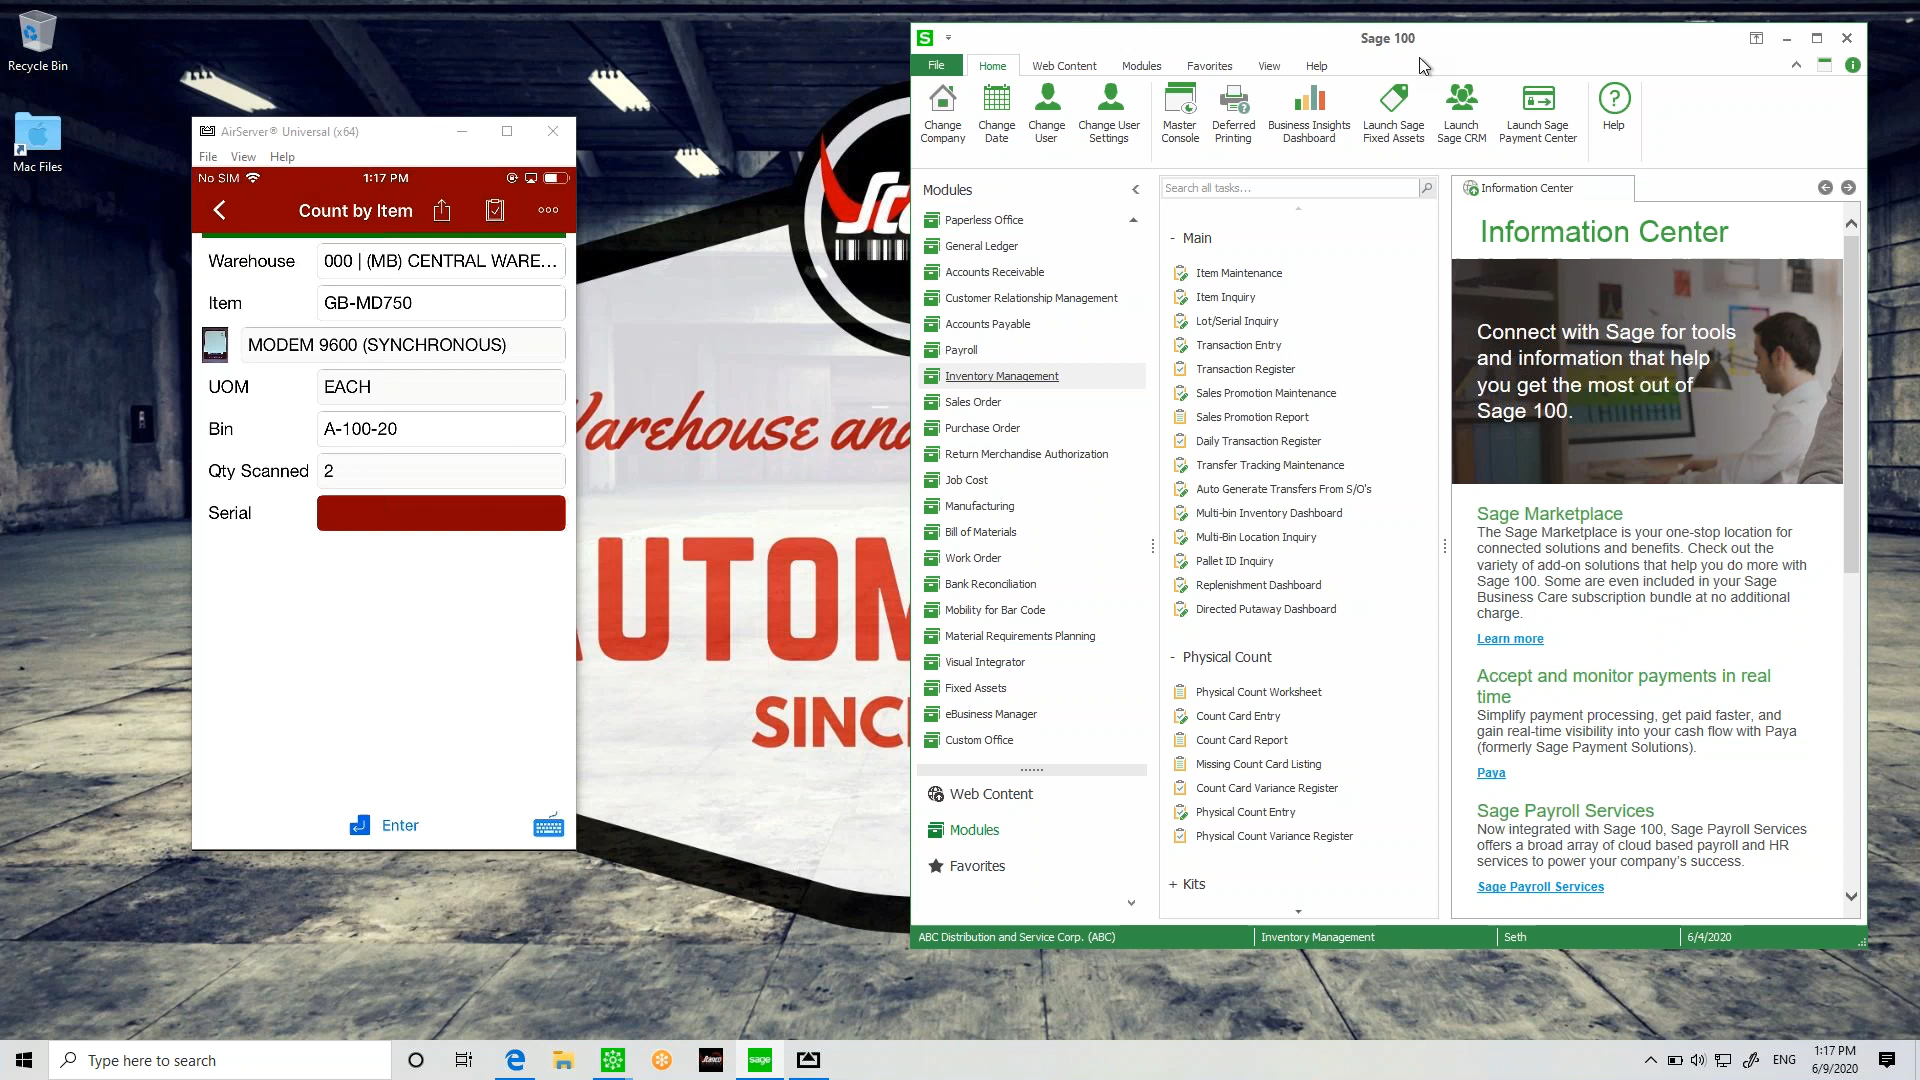 Recycle Bin
Mac Files
AirServer® Universal (x64)
File View Help
No SIM 1:17 PM
Count by Item
Warehouse 000 | (MB) CENTRAL WARE...
Item GB-MD750
MODEM 9600 (SYNCHRONOUS)
UOM EACH
Bin A-100-20
Qty Scanned 2
Serial
Enter
Warehouse and
UTOM
SINC
Sage 100
File Home Web Content Modules Favorites View Help
Change Company
Change Date
Change User
Change User Settings
Master Console
Deferred Printing
Business Insights Dashboard
Launch Sage Fixed Assets
Launch Sage CRM
Launch Sage Payment Center
Help
Modules
Paperless Office
General Ledger
Accounts Receivable
Customer Relationship Management
Accounts Payable
Payroll
Inventory Management
Sales Order
Purchase Order
Return Merchandise Authorization
Job Cost
Manufacturing
Bill of Materials
Work Order
Bank Reconciliation
Mobility for Bar Code
Material Requirements Planning
Visual Integrator
Fixed Assets
eBusiness Manager
Custom Office
Web Content
Modules
Favorites
Search all tasks...
- Main
Item Maintenance
Item Inquiry
Lot/Serial Inquiry
Transaction Entry
Transaction Register
Sales Promotion Maintenance
Sales Promotion Report
Daily Transaction Register
Transfer Tracking Maintenance
Auto Generate Transfers From S/O's
Multi-bin Inventory Dashboard
Multi-Bin Location Inquiry
Pallet ID Inquiry
Replenishment Dashboard
Directed Putaway Dashboard
- Physical Count
Physical Count Worksheet
Count Card Entry
Count Card Report
Missing Count Card Listing
Count Card Variance Register
Physical Count Entry
Physical Count Variance Register
+ Kits
Information Center
Information Center
Connect with Sage for tools
and information that help
you get the most out of
Sage 100.
Sage Marketplace
The Sage Marketplace is your one-stop location for
connected solutions and benefits. Check out the
variety of add-on solutions that help you do more with
Sage 100. Some are even included in your Sage
Business Care subscription bundle at no additional
charge.
Learn more
Accept and monitor payments in real
time
Simplify payment processing, get paid faster, and
gain real-time visibility into your cash flow with Paya
(formerly Sage Payment Solutions).
Paya
Sage Payroll Services
Now integrated with Sage 100, Sage Payroll Services
offers a broad array of cloud based payroll and HR
services to power your company's success.
Sage Payroll Services
ABC Distribution and Service Corp. (ABC) Inventory Management Seth 6/4/2020
Type here to search
sage
ENG
1:17 PM
6/9/2020